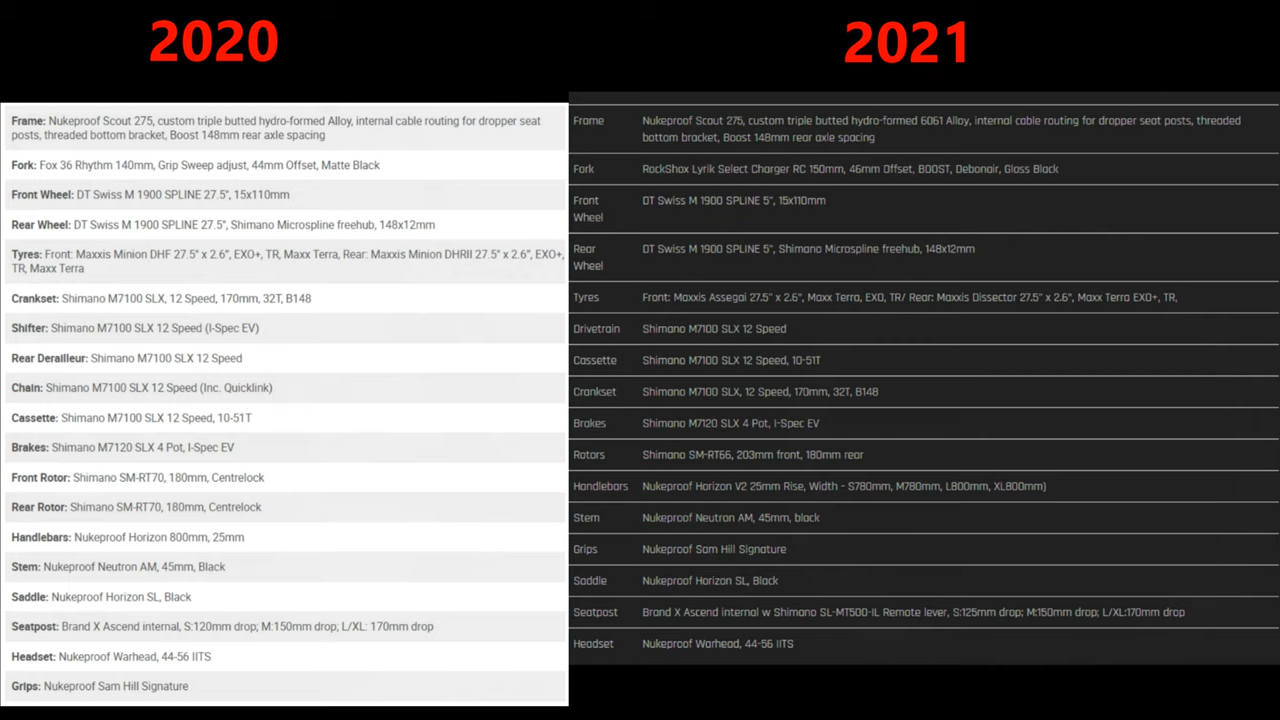 2020
Frame: Nukeproof Scout 275, custom triple butted hydro-formed Alloy, internal cable routing for dropper seat
posts, threaded bottom bracket, Boost 148mm rear axle spacing
Fork: Fox 36 Rhythm 140mm, Grip Sweep adjust, 44mm Offset, Matte Black
Front Wheel: DT Swiss M 1900 SPLINE 27.5", 15x110mm
Rear Wheel: DT Swiss M 1900 SPLINE 27.5", Shimano Microspline freehub, 148x12mm
Tyres: Front: Maxxis Minion DHF 27.5" x 2.6", EXO+, TR, Maxx Terra, Rear: Maxxis Minion DHRII 27.5" x 2.6", EXO+,
TR, Maxx Terra
Crankset: Shimano M7100 SLX, 12 Speed, 170mm, 32T, B148
Shifter: Shimano M7100 SLX 12 Speed (I-Spec EV)
Rear Derailleur: Shimano M7100 SLX 12 Speed
Chain: Shimano M7100 SLX 12 Speed (Inc. Quicklink)
Cassette: Shimano M7100 SLX 12 Speed, 10-51T
Brakes: Shimano M7120 SLX 4 Pot, I-Spec EV
Front Rotor: Shimano SM-RT70, 180mm, Centrelock
Rear Rotor: Shimano SM-RT70, 180mm, Centrelock
Handlebars: Nukeproof Horizon 800mm, 25mm
Stem: Nukeproof Neutron AM, 45mm, Black
Saddle: Nukeproof Horizon SL, Black
Seatpost: Brand X Ascend internal, S:120mm drop; M:150mm drop; L/XL: 170mm drop
Headset: Nukeproof Warhead, 44-56 IITS
Grips: Nukeproof Sam Hill Signature
2021
Frame Nukeproof Scout 275, custom triple butted hydro-formed 6061 Alloy, internal cable routing for dropper seat posts, threaded
bottom bracket, Boost 148mm rear axle spacing
Fork RockShox Lyrik Select Charger RC 150mm, 46mm Offset, BOOST, Debonair, Gloss Black
Front DT Swiss M 1900 SPLINE 5", 15x110mm
Wheel
Rear DT Swiss M 1900 SPLINE 5", Shimano Microspline freehub, 148x12mm
Wheel
Tyres Front: Maxxis Assegai 27.5" x 2.6", Maxx Terra, EXO, TR/ Rear: Maxxis Dissector 27.5" x 2.6", Maxx Terra EXO+, TR,
Drivetrain Shimano M7100 SLX 12 Speed
Cassette Shimano M7100 SLX 12 Speed, 10-51T
Crankset Shimano M7100 SLX, 12 Speed, 170mm, 32T, B148
Brakes Shimano M7120 SLX 4 Pot, I-Spec EV
Rotors Shimano SM-RT66, 203mm front, 180mm rear
Handlebars Nukeproof Horizon V2 25mm Rise, Width - S780mm, M780mm, L800mm, XL800mm)
Stem Nukeproof Neutron AM, 45mm, black
Grips Nukeproof Sam Hill Signature
Saddle Nukeproof Horizon SL, Black
Seatpost Brand X Ascend internal w Shimano SL-MT500-IL Remote lever, S:125mm drop; M:150mm drop; L/XL:170mm drop
Headset Nukeproof Warhead, 44-56 IITS